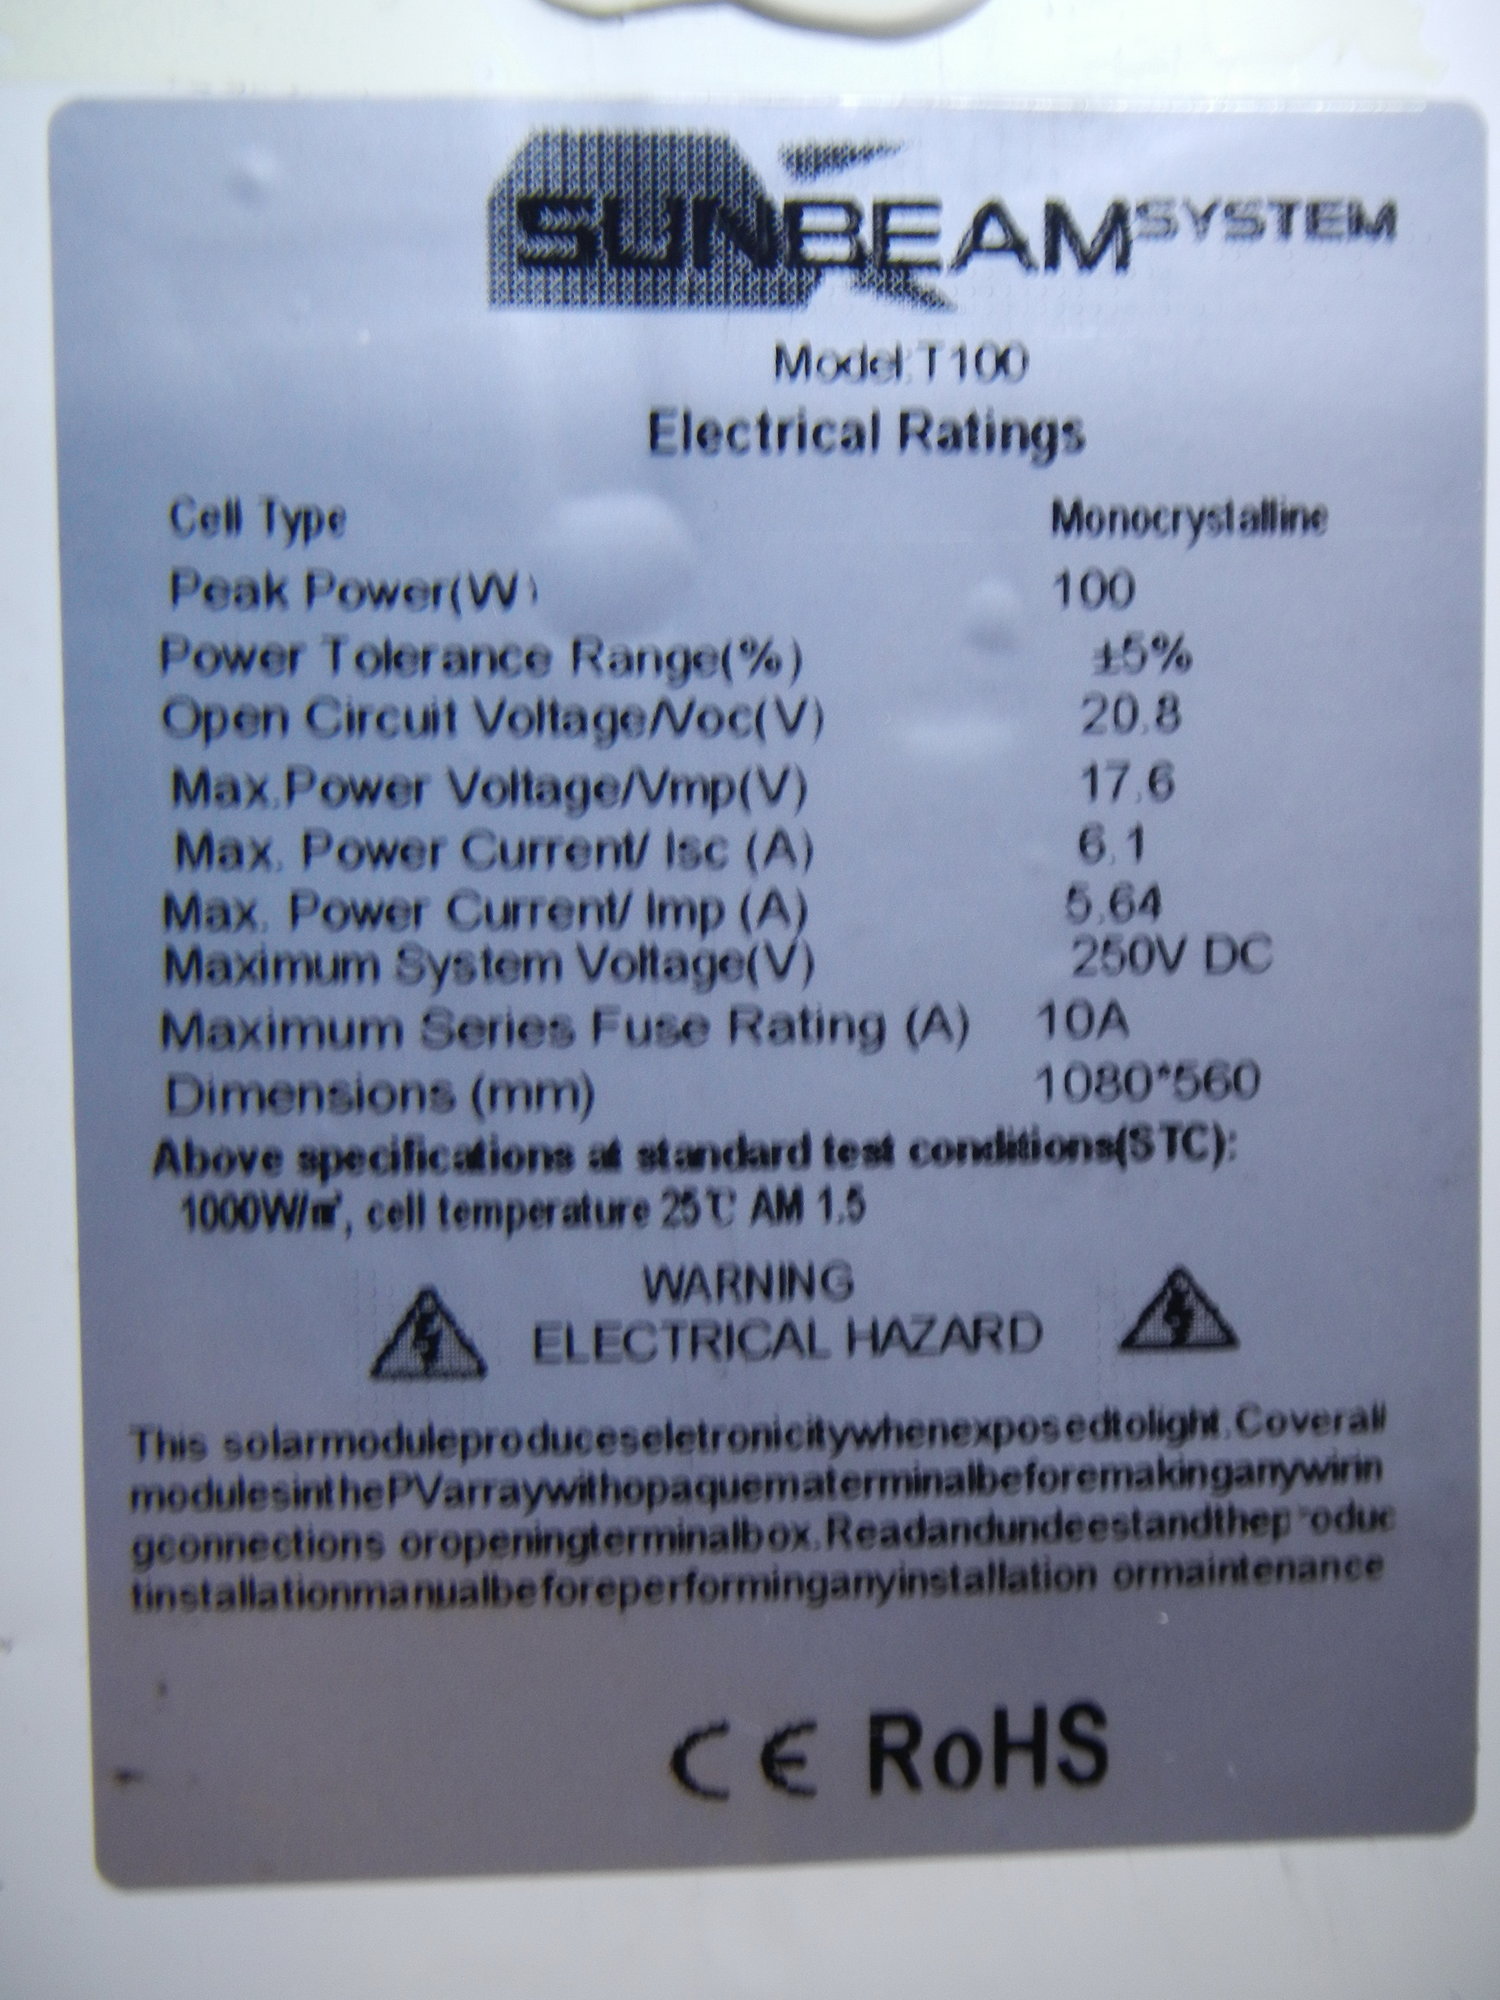 SUNBEAM SYSTEM
Model:T100
Electrical Ratings
Cell Type Monocrystalline
Peak Power(W) 100
Power Tolerance Range(%) ±5%
Open Circuit Voltage/Voc(V) 20.8
Max.Power Voltage/Vmp(V) 17.6
Max. Power Current/ Isc (A) 6.1
Max. Power Current/ Imp (A) 5.64
Maximum System Voltage(V) 250V DC
Maximum Series Fuse Rating (A) 10A
Dimensions (mm) 1080*560
Above specifications at standard test conditions(STC):
1000W/㎡, cell temperature 25℃ AM 1.5
WARNING
ELECTRICAL HAZARD
This solarmoduleproduceseletronicitywhenexposedtolight.Coverall
modulesinthePVarraywithopaquematerminalbeforemakinganywirin
gconnections oropeningterminalbox.Readandundeestandtheproduc
tinstallationmanualbeforeperforminganyinstallation ormaintenance
CE RoHS